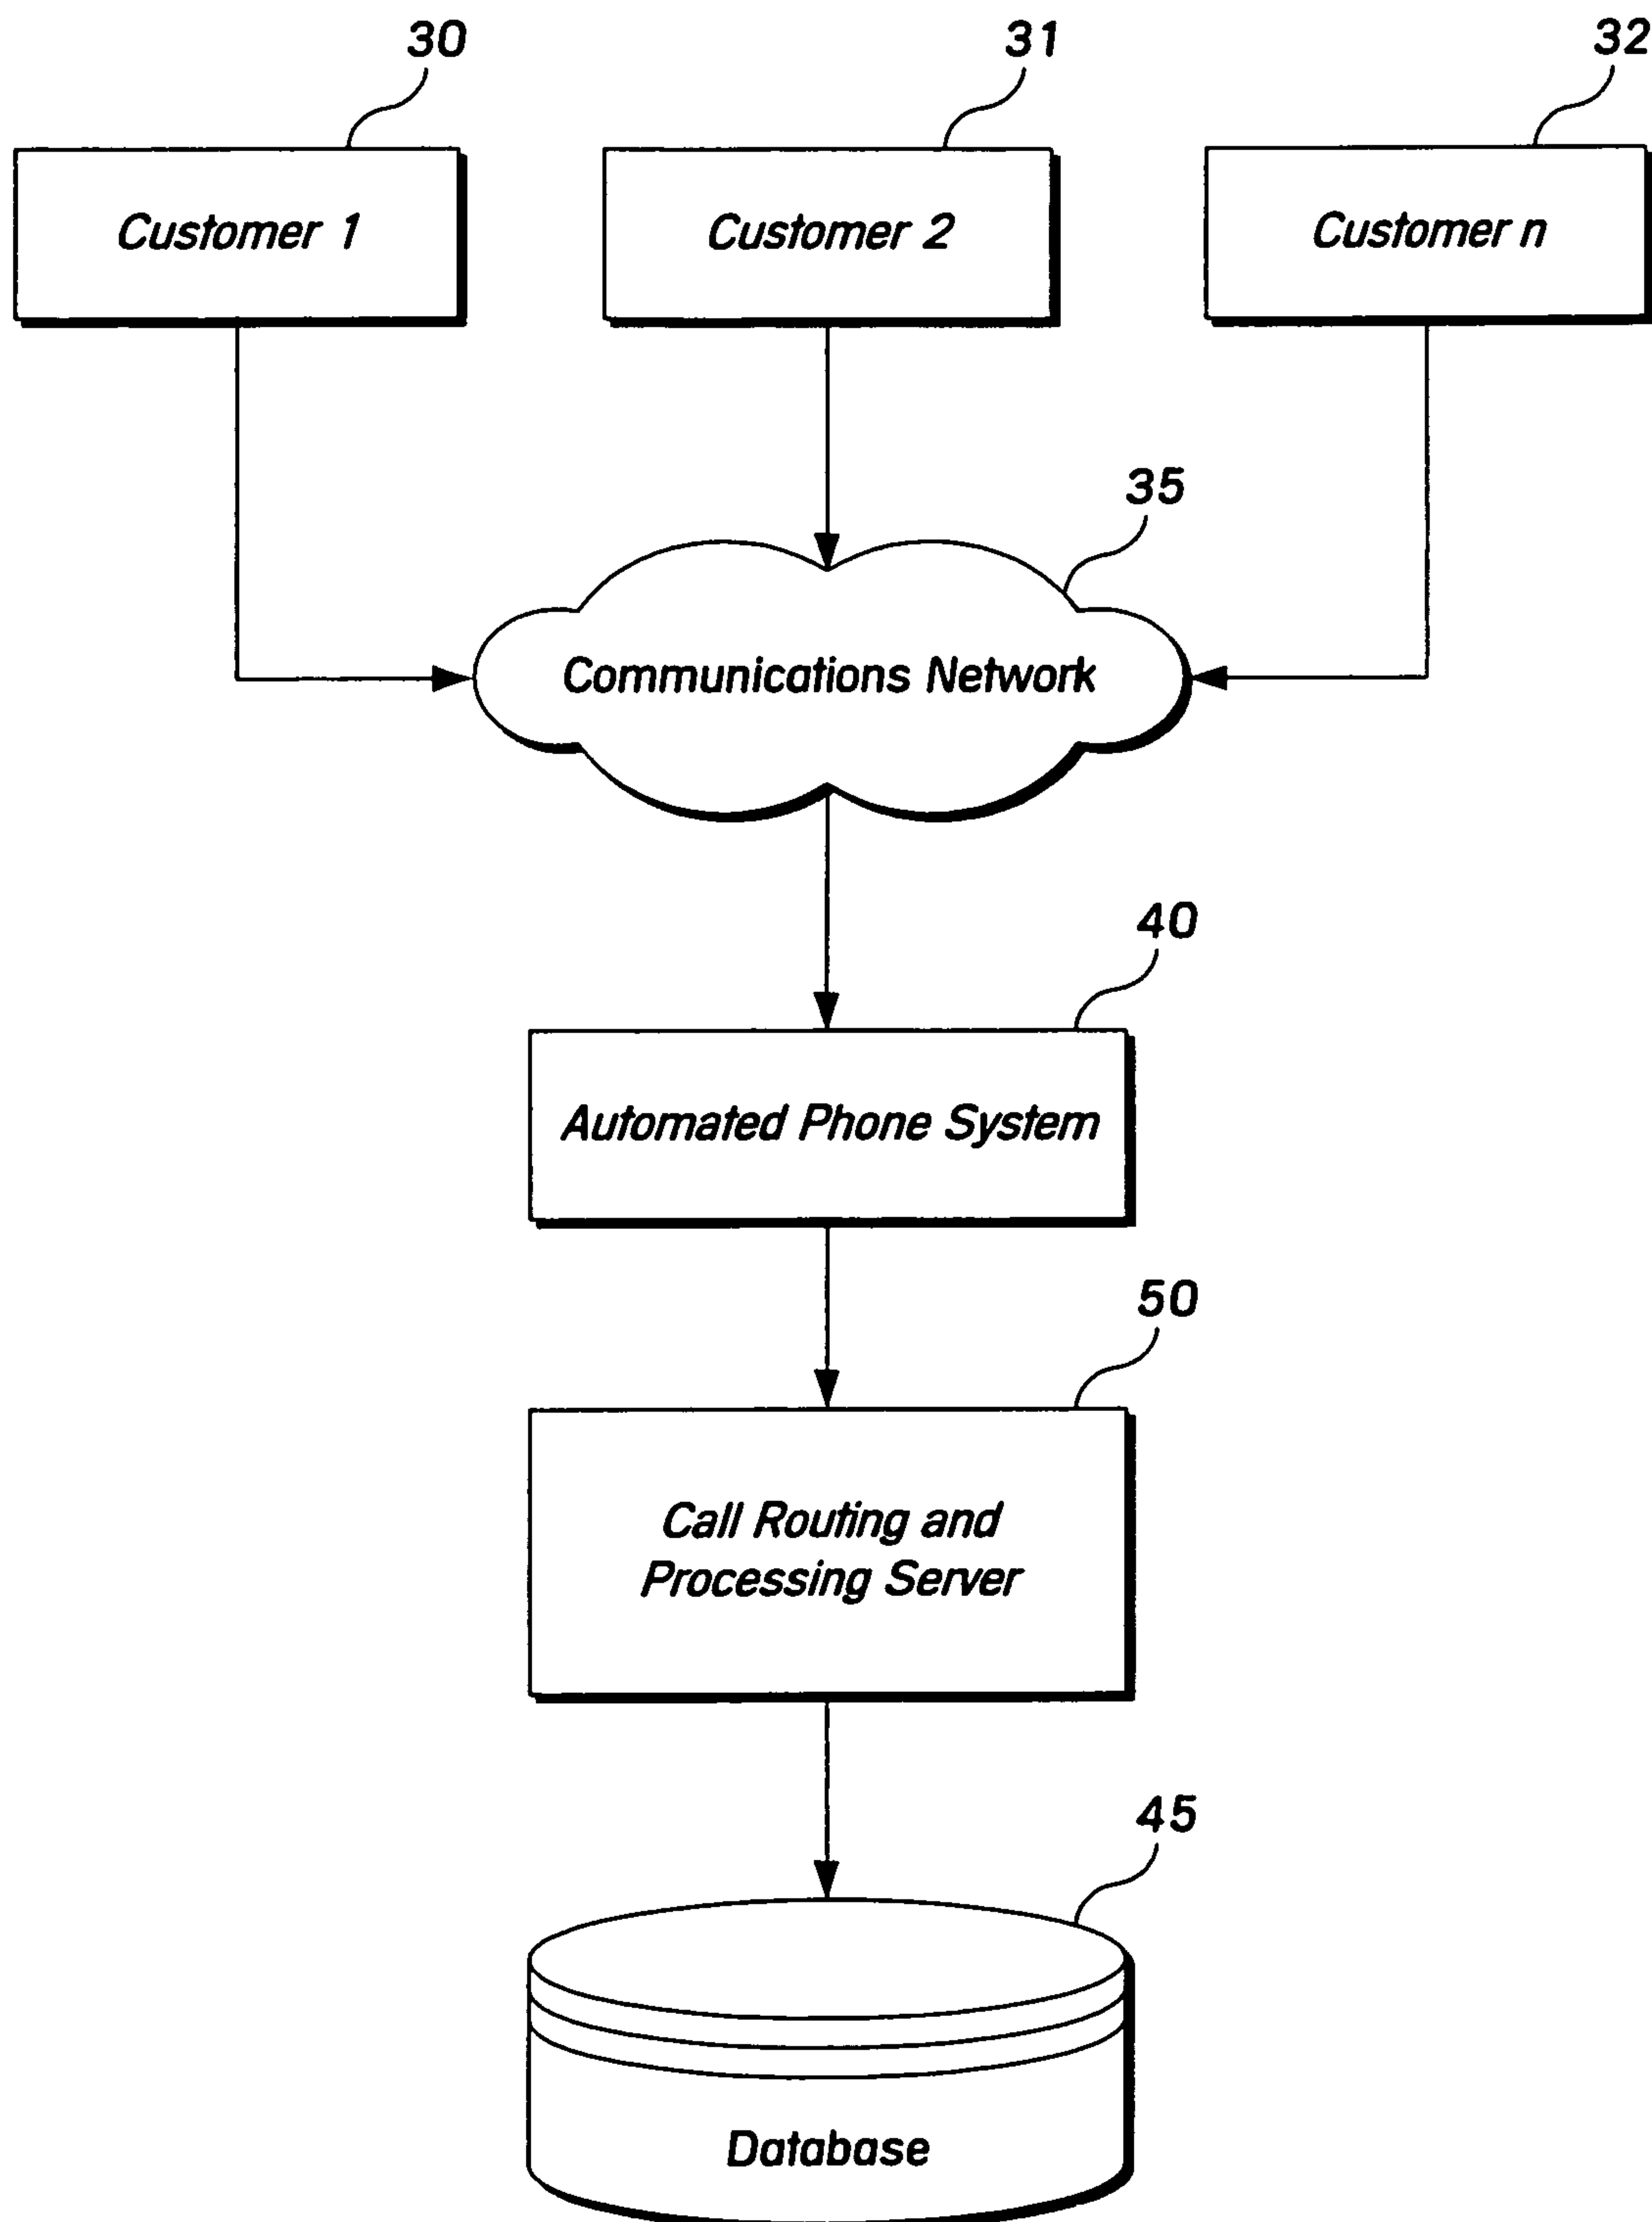 30
31
32
Customer 1
Customer 2
Customer n
35
Communications Network
40
Automated Phone System
50
Call Routing and
Processing Server
45
Database